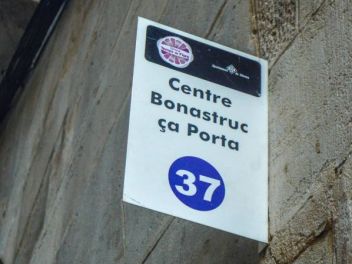 Centre
Bonastruc
ça Porta
37